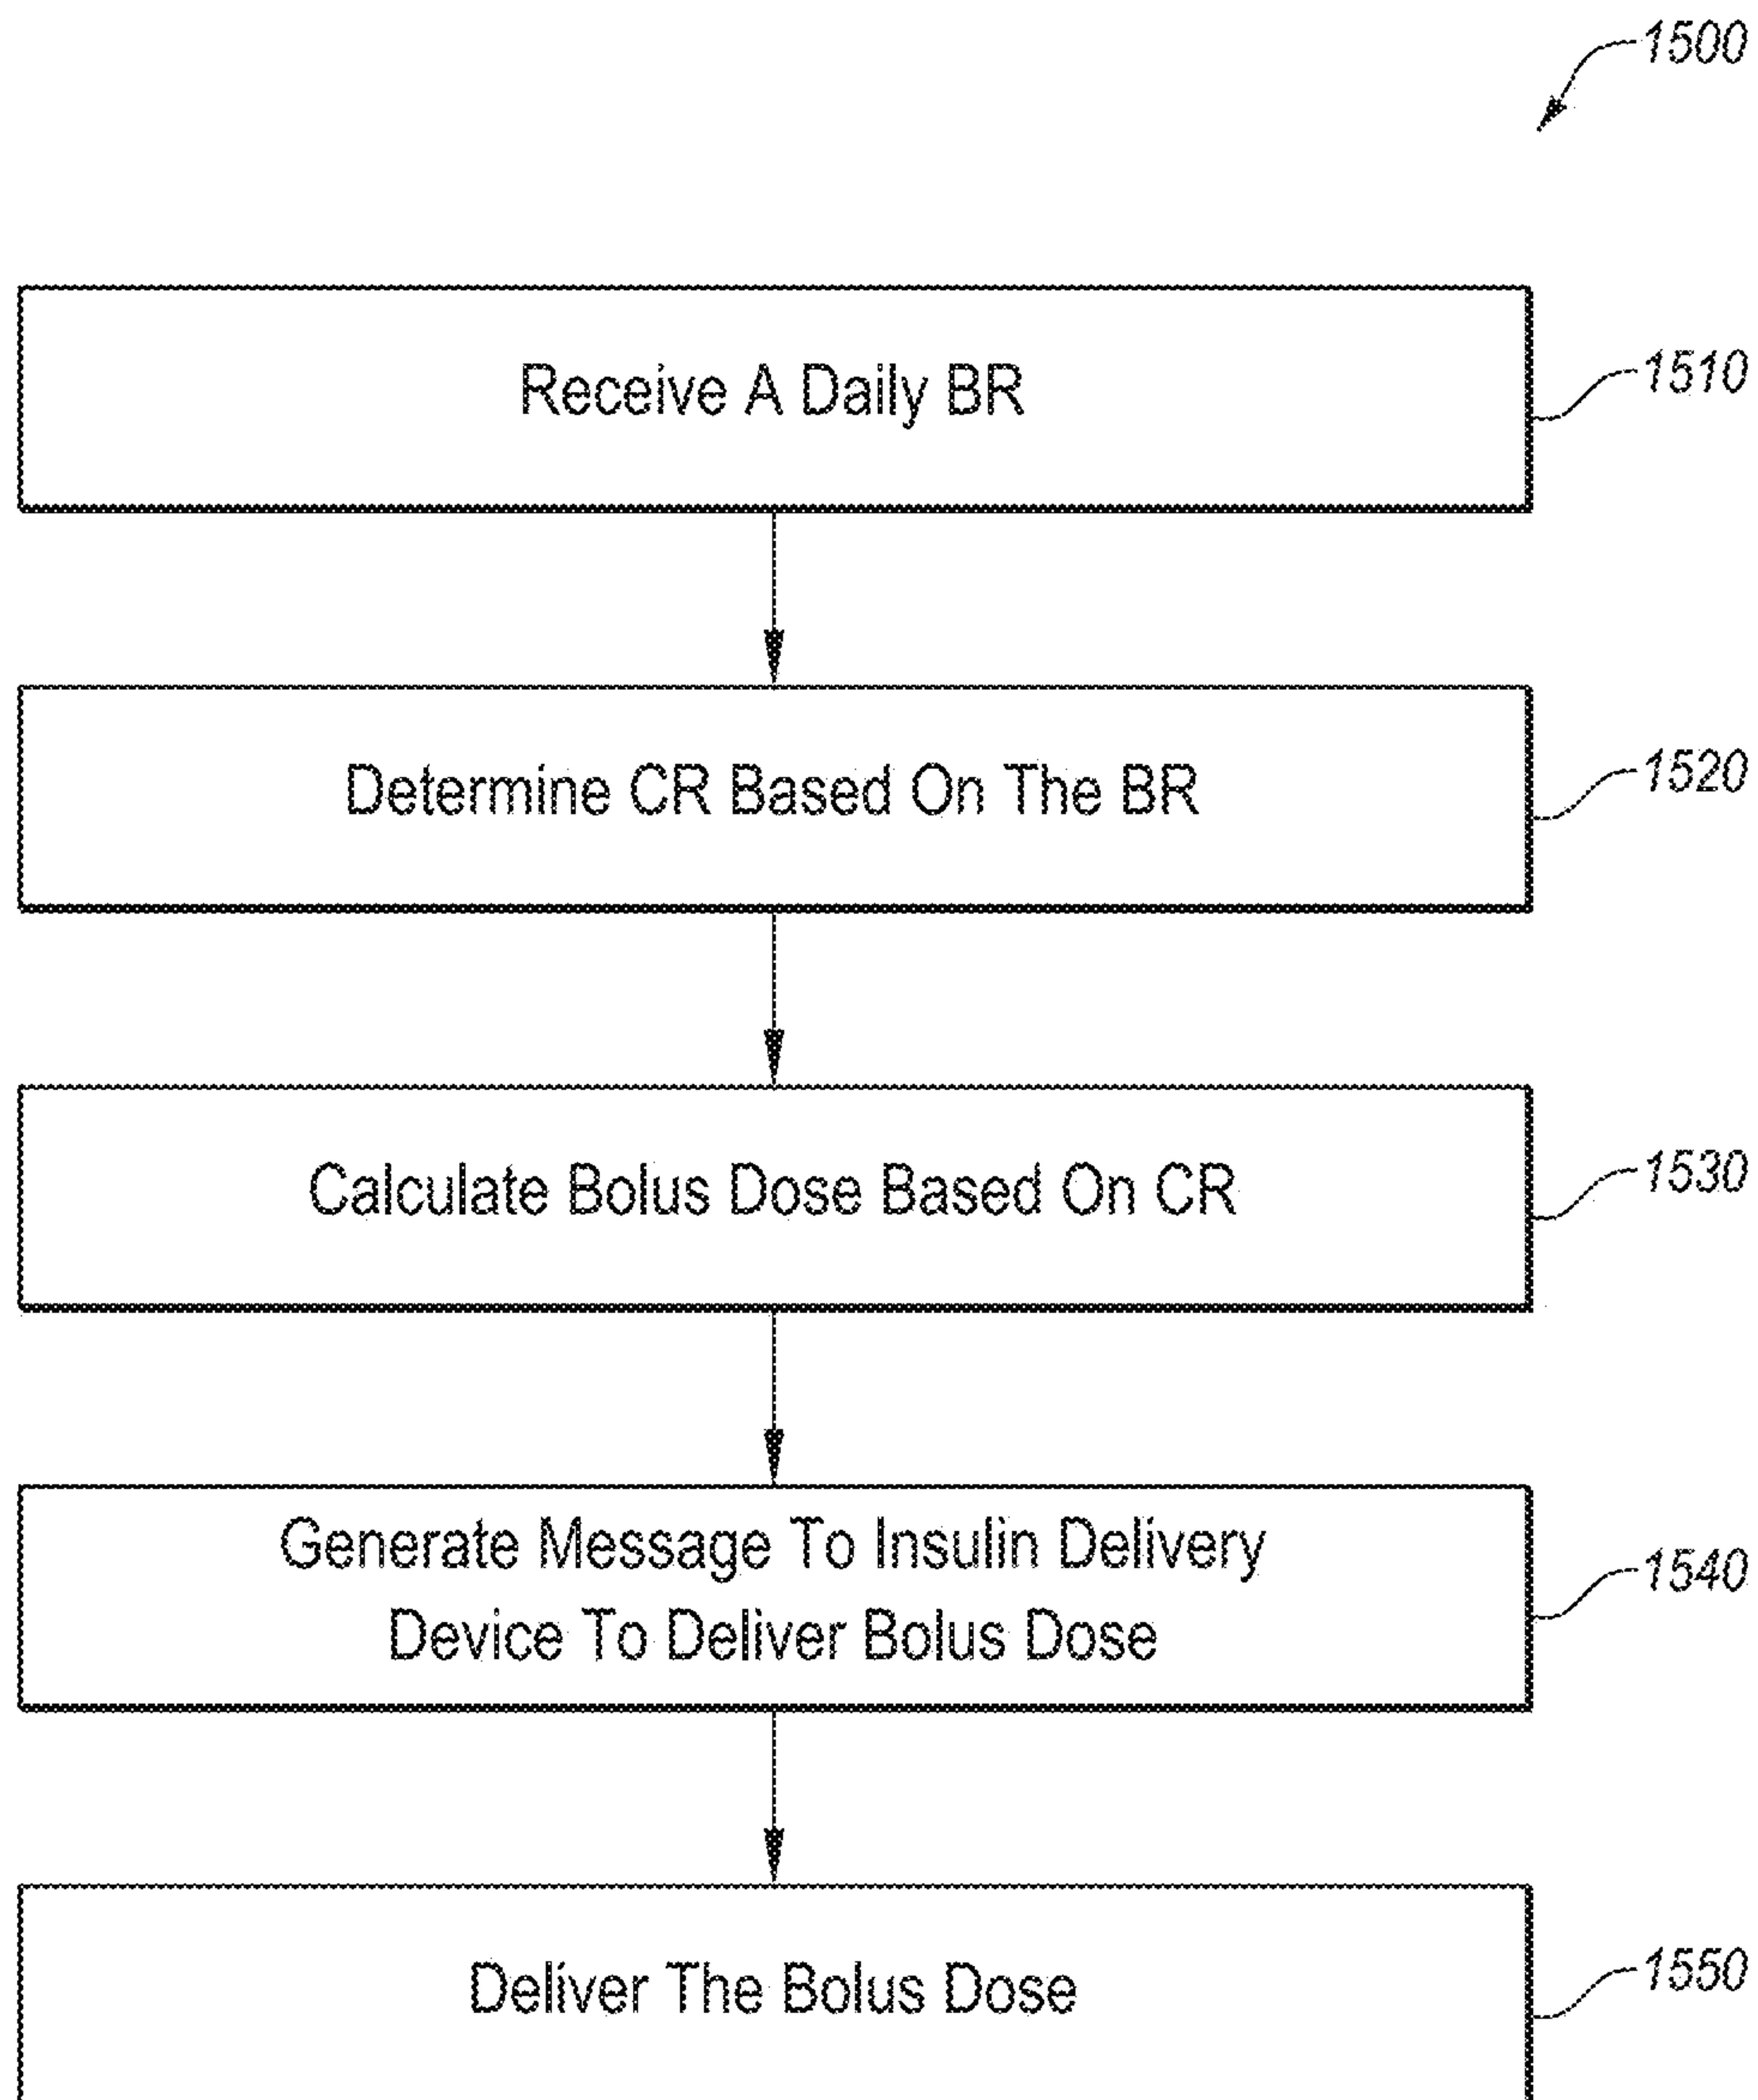 1500
Receive A Daily BR
1510
Determine CR Based On The BR
1520
Calculate Bolus Dose Based On CR
1530
Generate Message To Insulin Delivery
Device To Deliver Bolus Dose
1540
Deliver The Bolus Dose
1550